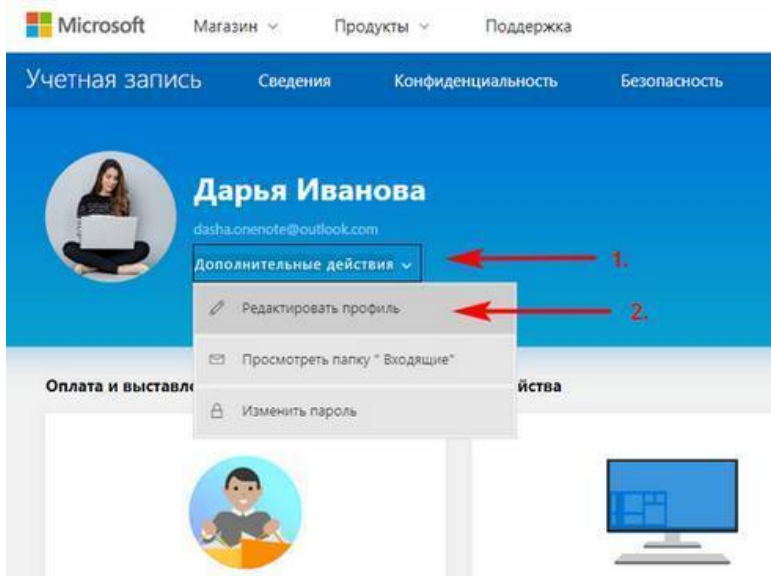 Microsoft Магазин Продукты Поддержка
Учетная запись Сведения Конфиденциальность Безопасность
Дарья Иванова
dasha.onenote@outlook.com
Дополнительные действия
1.
Редактировать профиль
2.
Просмотреть папку " Входящие"
Изменить пароль
Оплата и выставле
йства